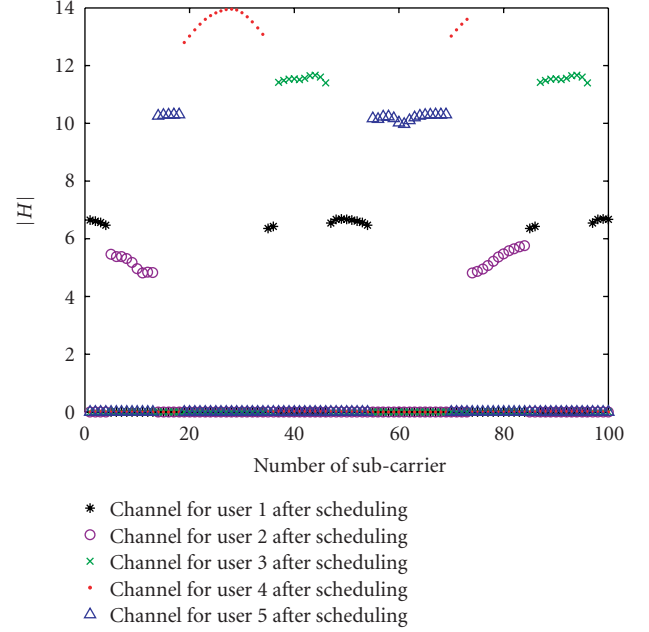 14
12
10
8
6
4
2
0
|H|
0 20 40 60 80 100
Number of sub-carrier
Channel for user 1 after scheduling
Channel for user 2 after scheduling
Channel for user 3 after scheduling
Channel for user 4 after scheduling
Channel for user 5 after scheduling